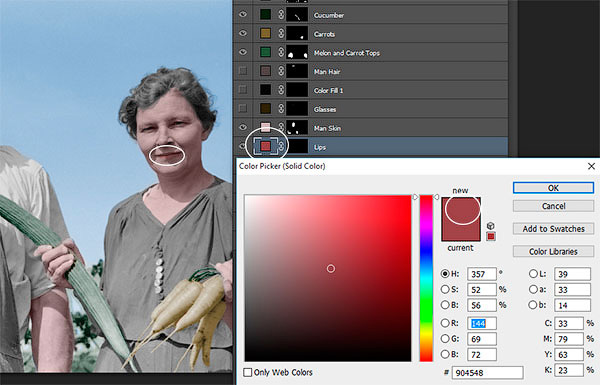 Cucumber
Carrots
Melon and Carrot Tops
Man Hair
Color Fill 1
Glasses
Man Skin
Lips
Color Picker (Solid Color)
new
current
OK
Cancel
Add to Swatches
Color Libraries
H: 357 °
L: 39
S: 52 %
a: 33
B: 56 %
b: 14
R: 144
C: 33 %
G: 69
M: 79 %
B: 72
Y: 63 %
# 904548
K: 23 %
Only Web Colors